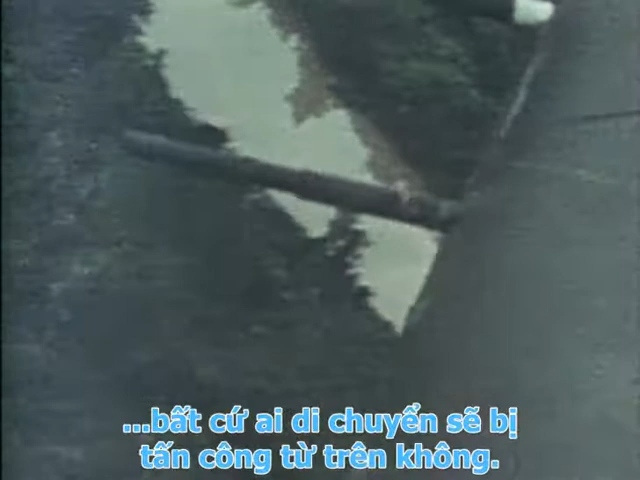 ...bất cứ ai di chuyển sẽ bị
tấn công từ trên không.